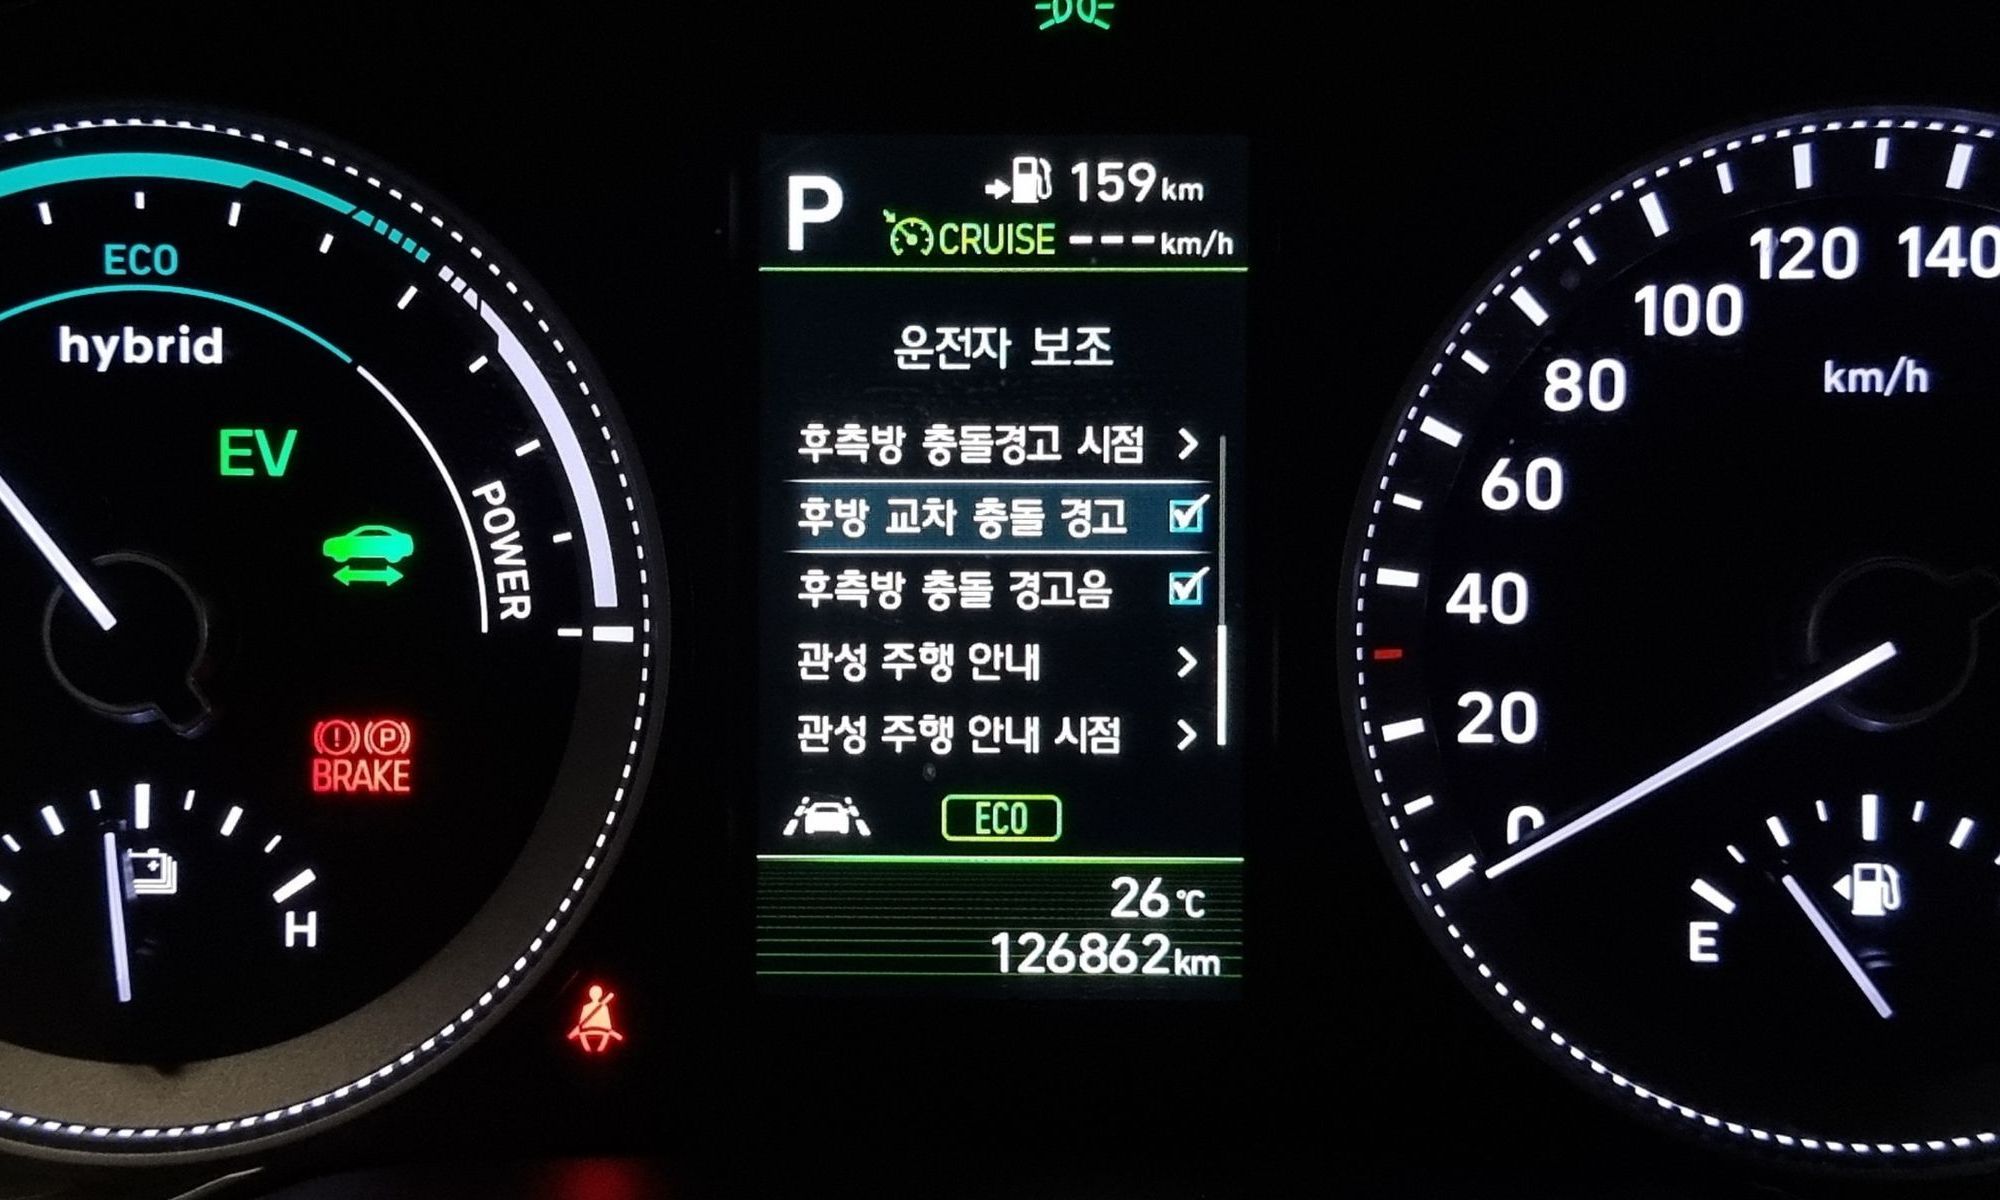 ECO
hybrid
EV
POWER
BRAKE
H
P
159km
CRUISE ---km/h
운전자 보조
후측방 충돌경고 시점
후방 교차 충돌 경고
후측방 충돌 경고음
관성 주행 안내
관성 주행 안내 시점
ECO
26℃
126862km
140
120
100
80
60
40
20
0
km/h
E